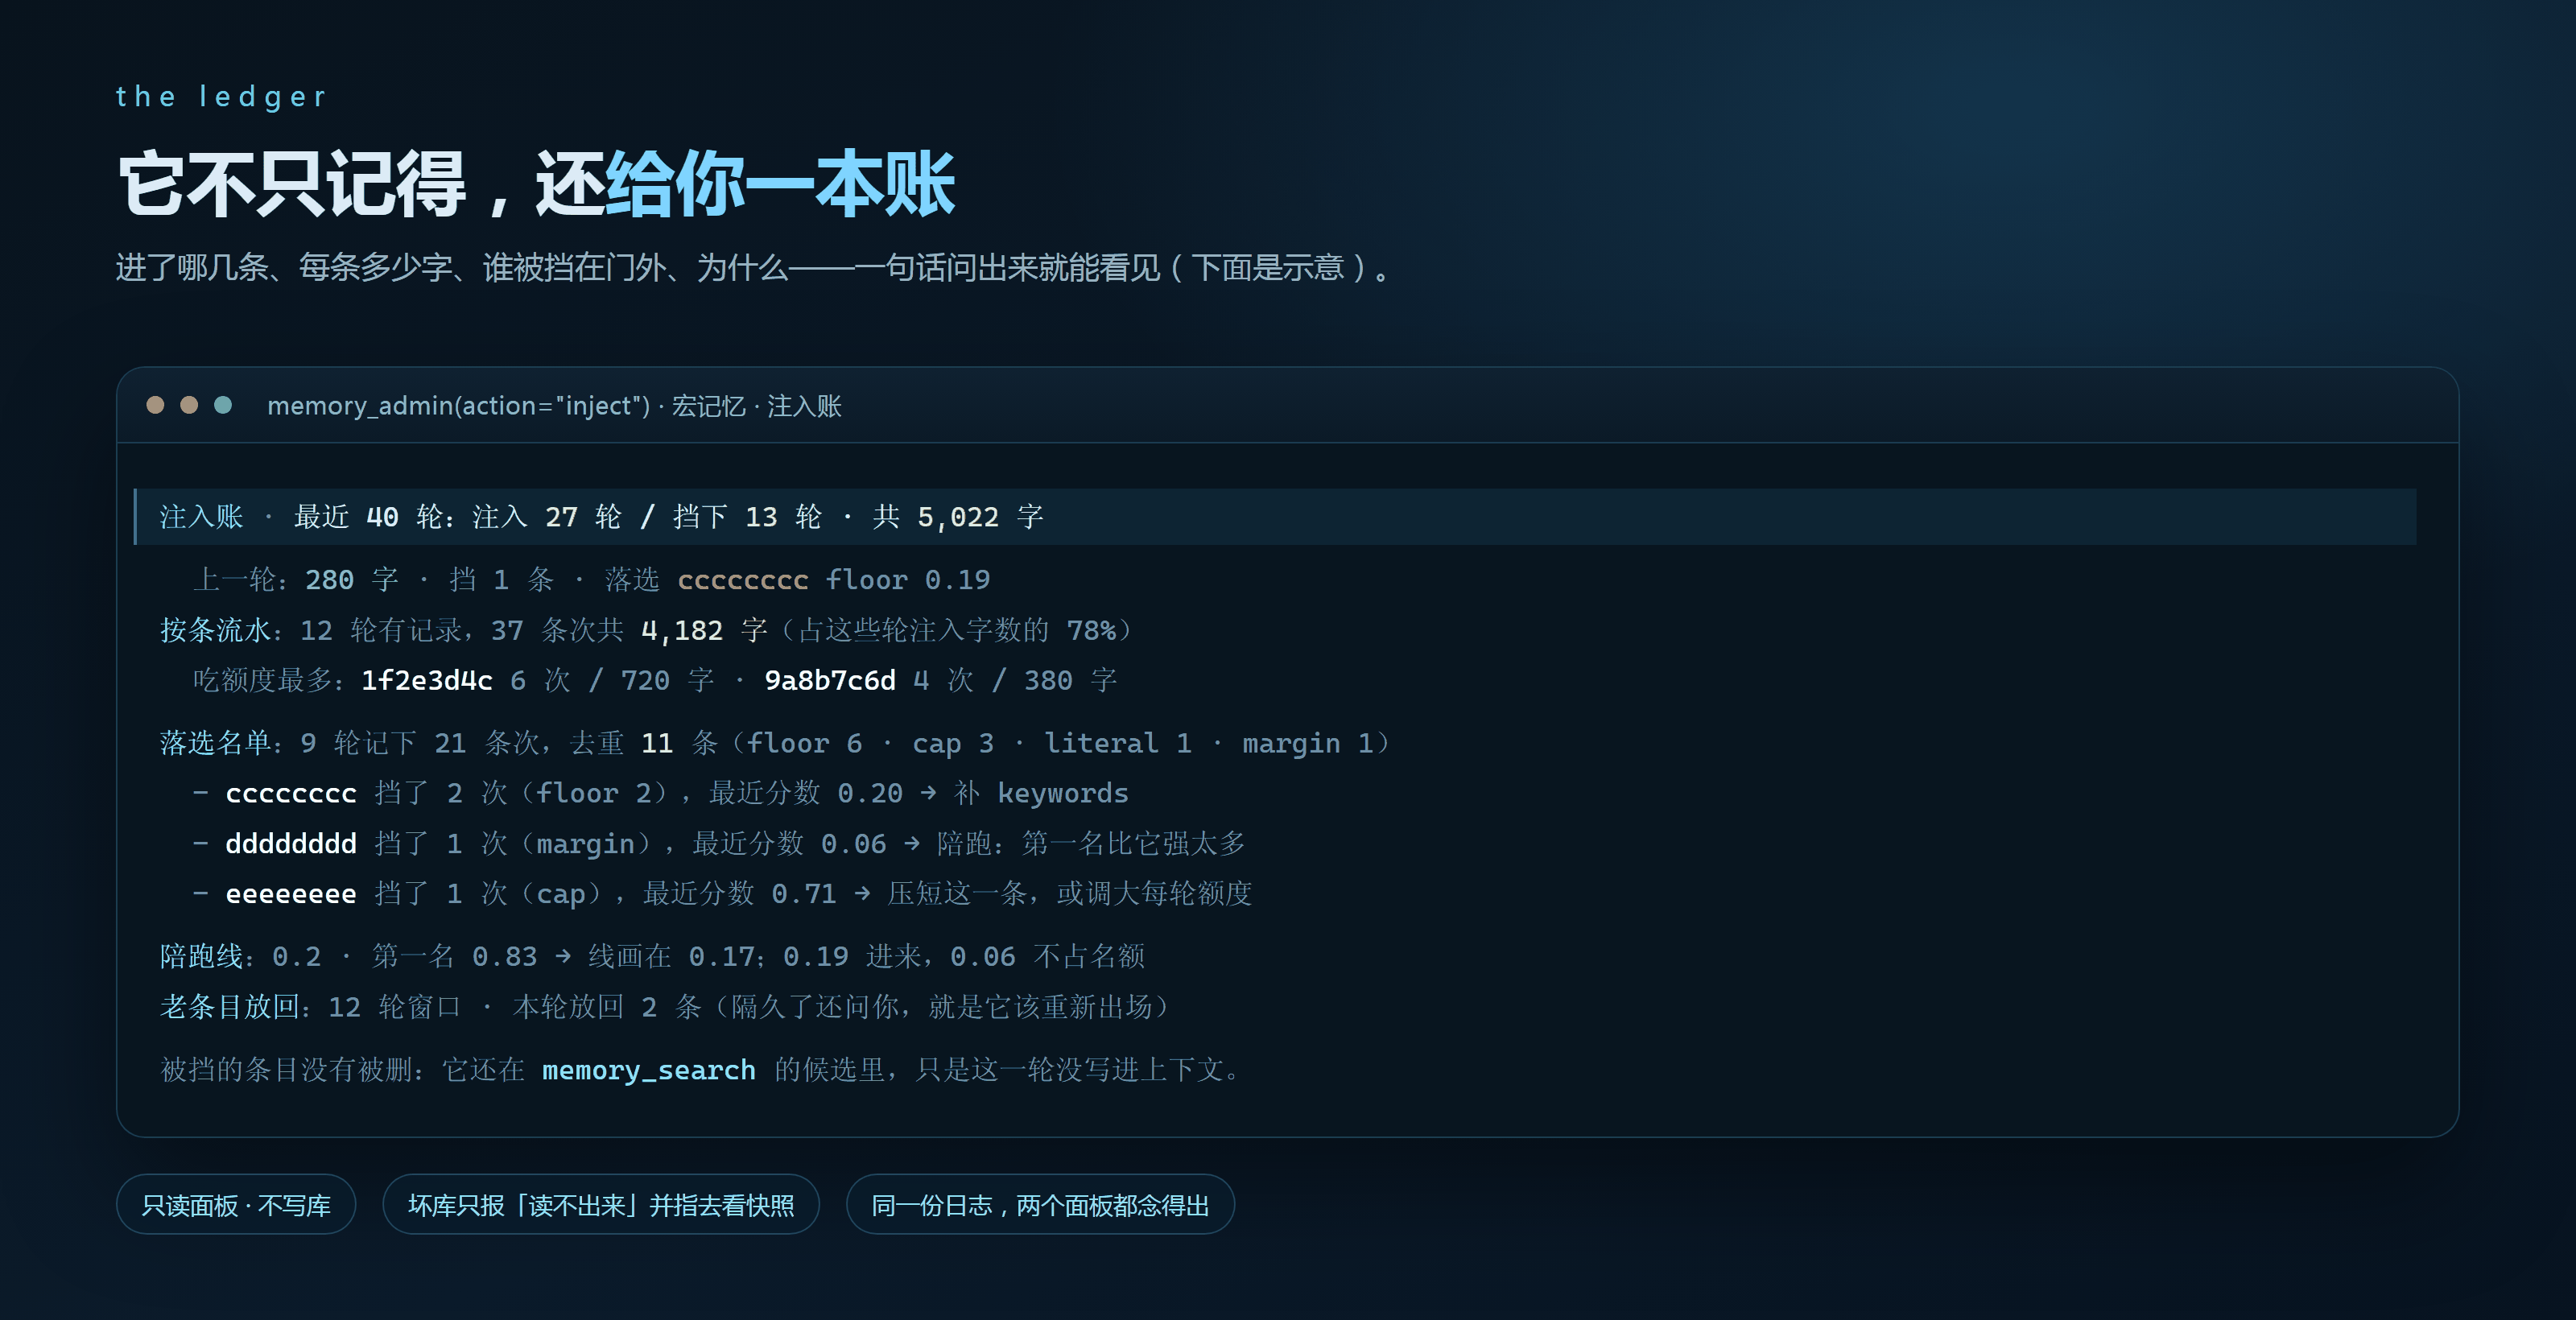 the ledger
它不只记得，还给你一本账
进了哪几条、每条多少字、谁被挡在门外、为什么——一句话问出来就能看见（下面是示意）。
memory_admin(action="inject") · 宏记忆 · 注入账
注入账 · 最近 40 轮：注入 27 轮 / 挡下 13 轮 · 共 5,022 字
上一轮：280 字 · 挡 1 条 · 落选 cccccccc floor 0.19
按条流水：12 轮有记录，37 条次共 4,182 字（占这些轮注入字数的 78%）
吃额度最多：1f2e3d4c 6 次 / 720 字 · 9a8b7c6d 4 次 / 380 字
落选名单：9 轮记下 21 条次，去重 11 条（floor 6 · cap 3 · literal 1 · margin 1）
– cccccccc 挡了 2 次（floor 2），最近分数 0.20 → 补 keywords
– dddddddd 挡了 1 次（margin），最近分数 0.06 → 陪跑：第一名比它强太多
– eeeeeeee 挡了 1 次（cap），最近分数 0.71 → 压短这一条，或调大每轮额度
陪跑线：0.2 · 第一名 0.83 → 线画在 0.17；0.19 进来，0.06 不占名额
老条目放回：12 轮窗口 · 本轮放回 2 条（隔久了还问你，就是它该重新出场）
被挡的条目没有被删：它还在 memory_search 的候选里，只是这一轮没写进上下文。
只读面板 · 不写库
坏库只报「读不出来」并指去看快照
同一份日志，两个面板都念得出